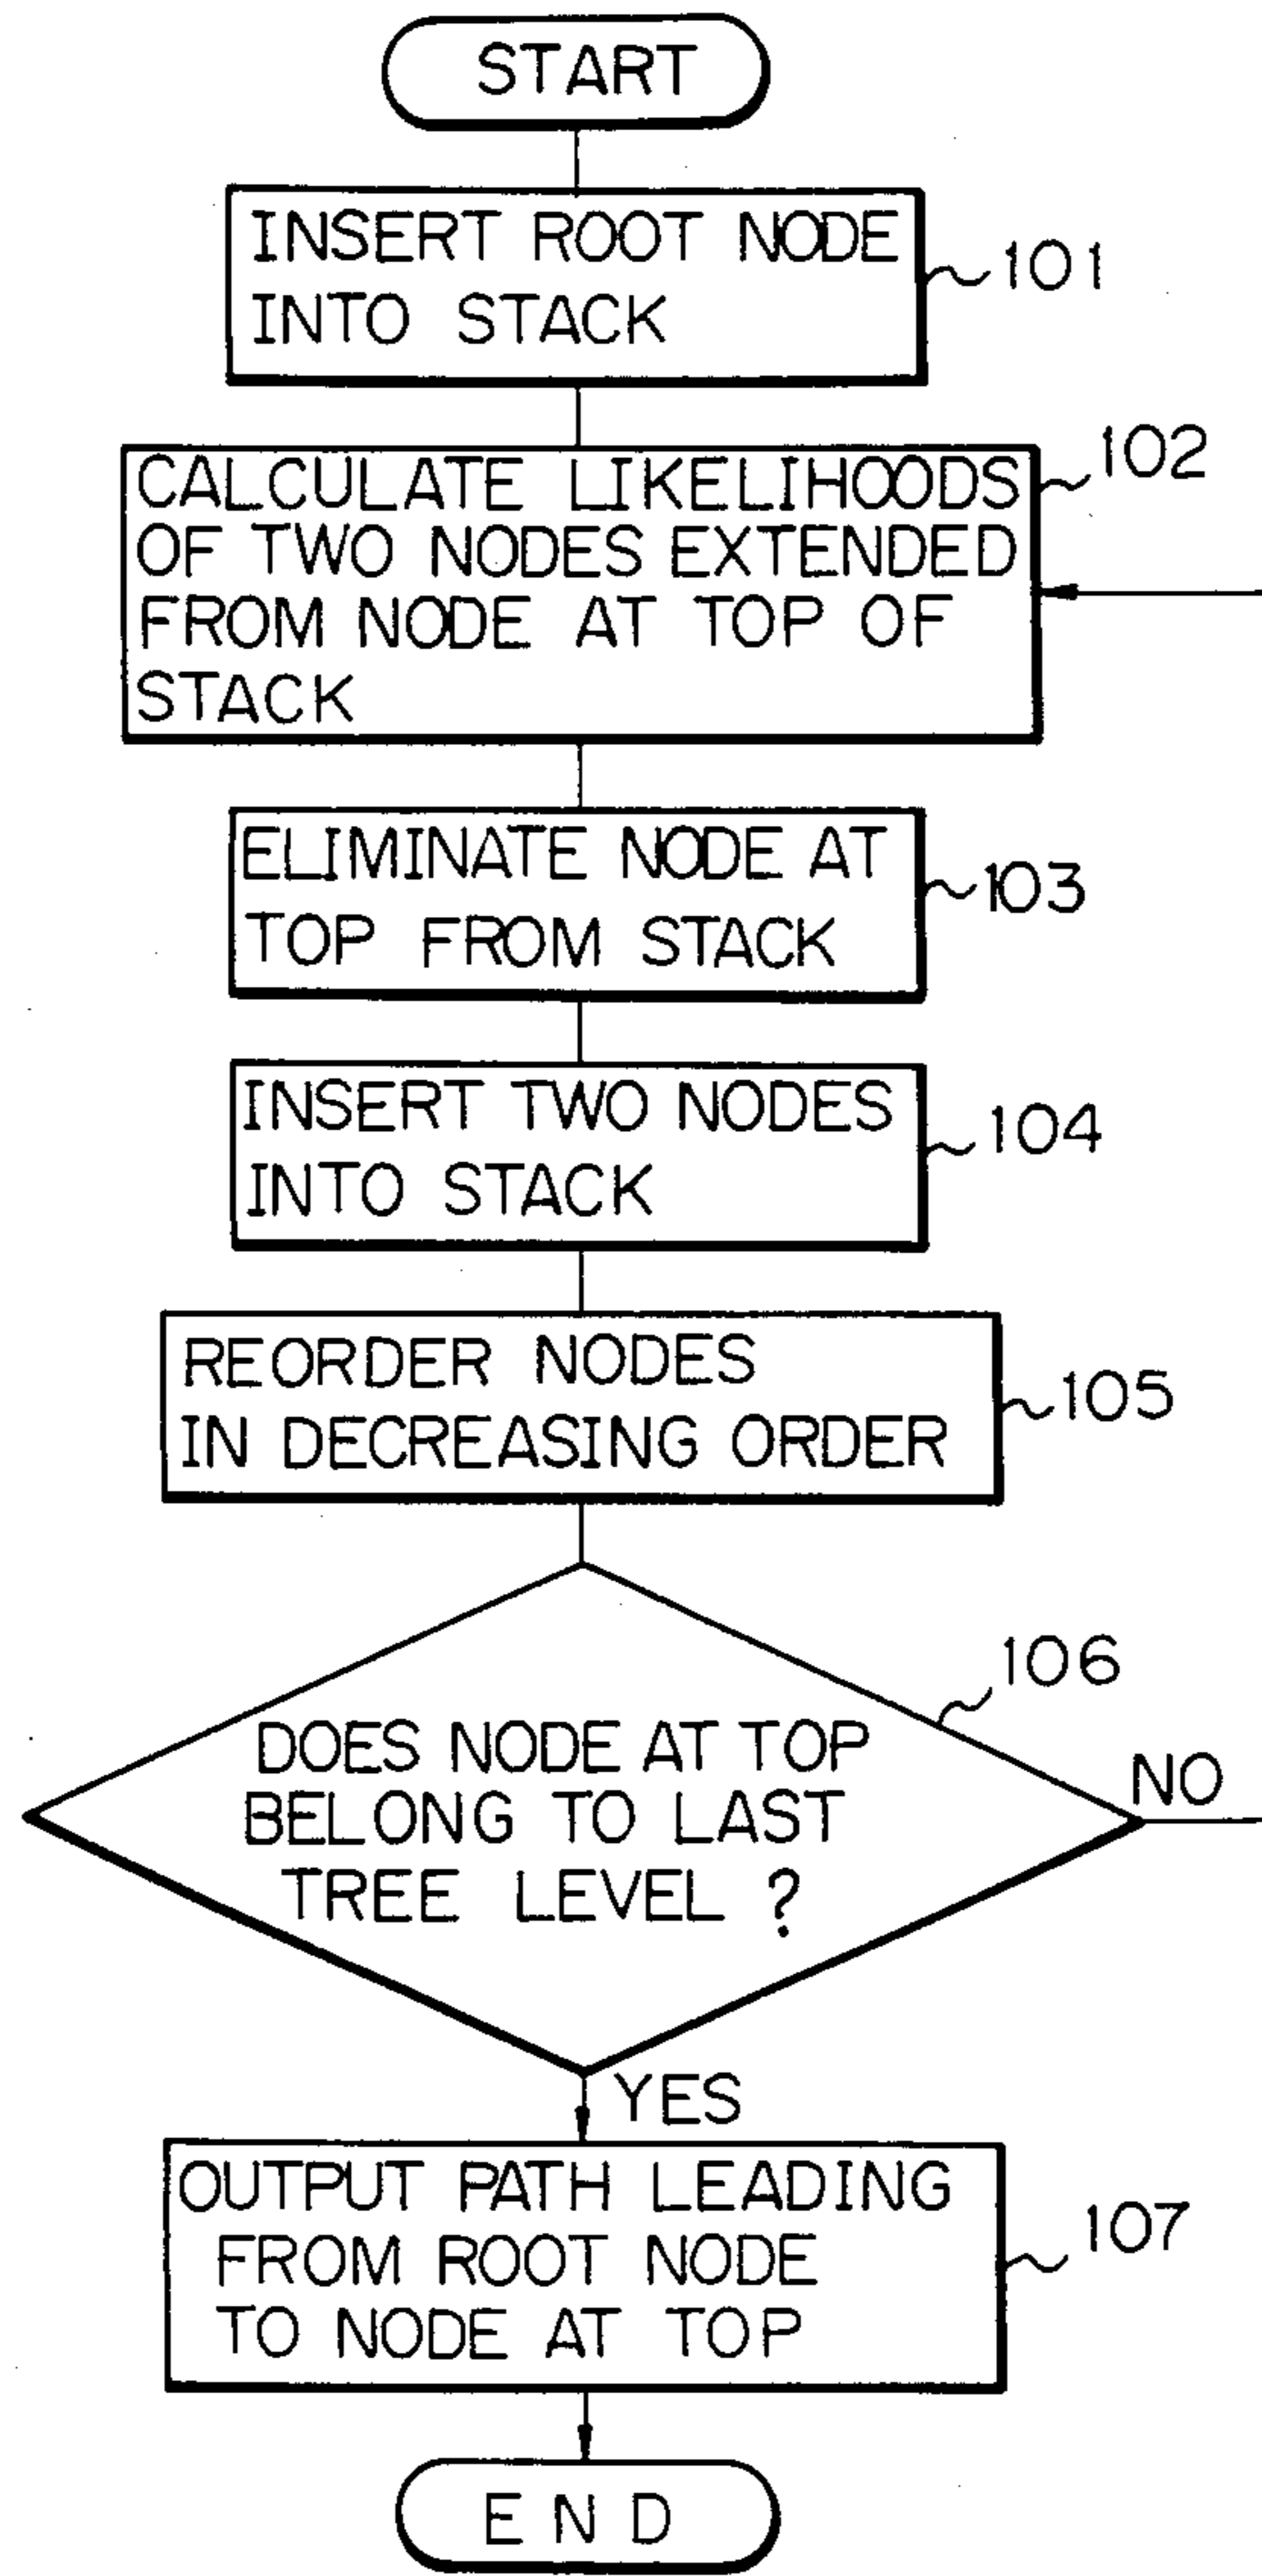 START
INSERT ROOT NODE
INTO STACK
101
CALCULATE LIKELIHOODS
OF TWO NODES EXTENDED
FROM NODE AT TOP OF
STACK
102
ELIMINATE NODE AT
TOP FROM STACK
103
INSERT TWO NODES
INTO STACK
104
REORDER NODES
IN DECREASING ORDER
105
106
DOES NODE AT TOP
BELONG TO LAST
TREE LEVEL ?
NO
YES
OUTPUT PATH LEADING
FROM ROOT NODE
TO NODE AT TOP
107
END